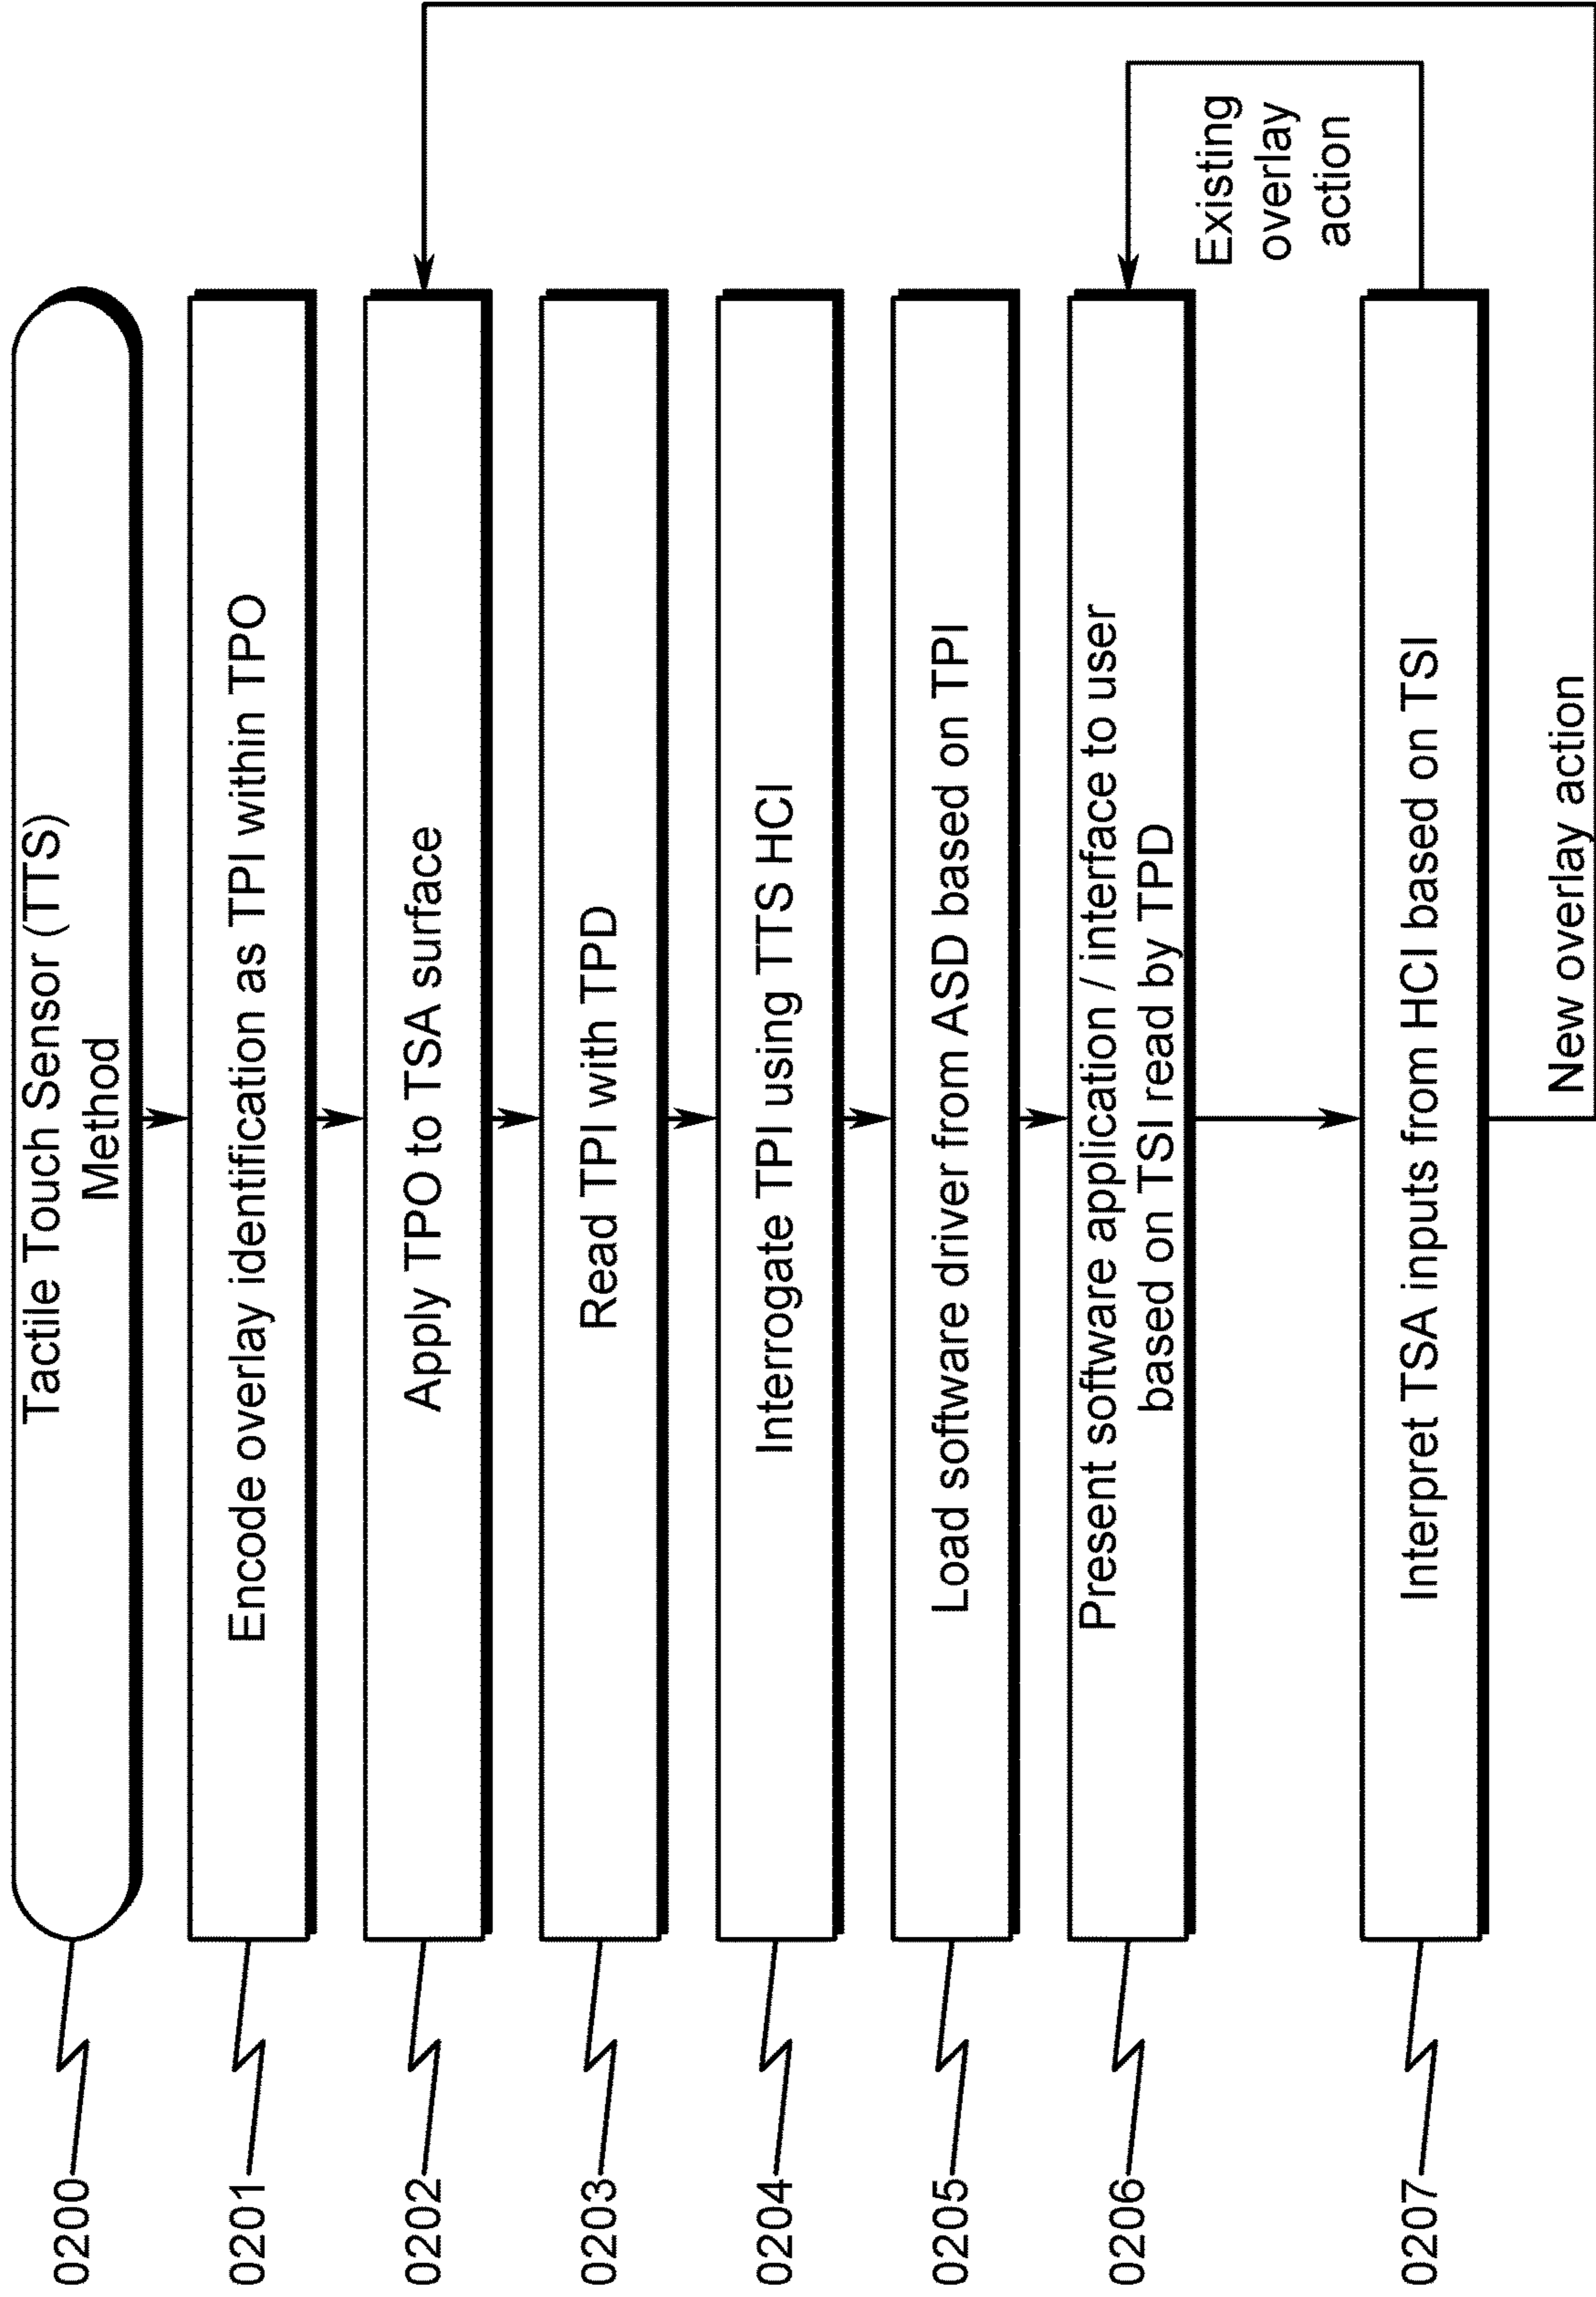 0200
Tactile Touch Sensor (TTS)
Method
0201
Encode overlay identification as TPI within TPO
0202
Apply TPO to TSA surface
0203
Read TPI with TPD
0204
Interrogate TPI using TTS HCI
0205
Load software driver from ASD based on TPI
0206
Present software application / interface to user
based on TSI read by TPD
Existing
overlay
action
0207
Interpret TSA inputs from HCI based on TSI
New overlay action